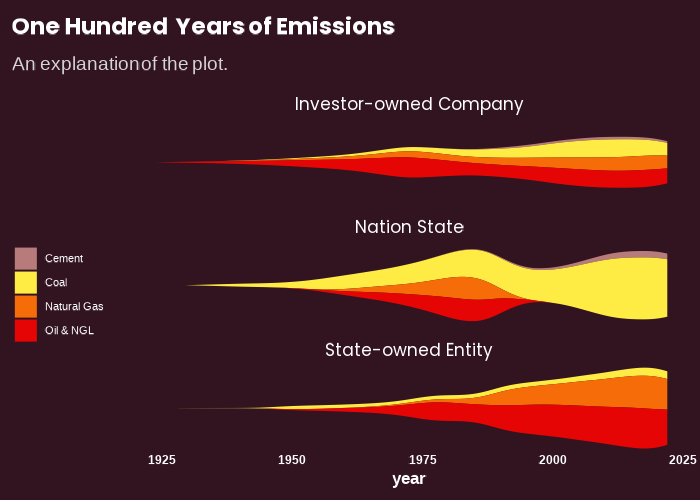 One Hundred Years of Emissions
An explanation of the plot.
Investor-owned Company
Nation State
Cement
Coal
Natural Gas
Oil & NGL
State-owned Entity
1925 1950 1975 2000 2025
year